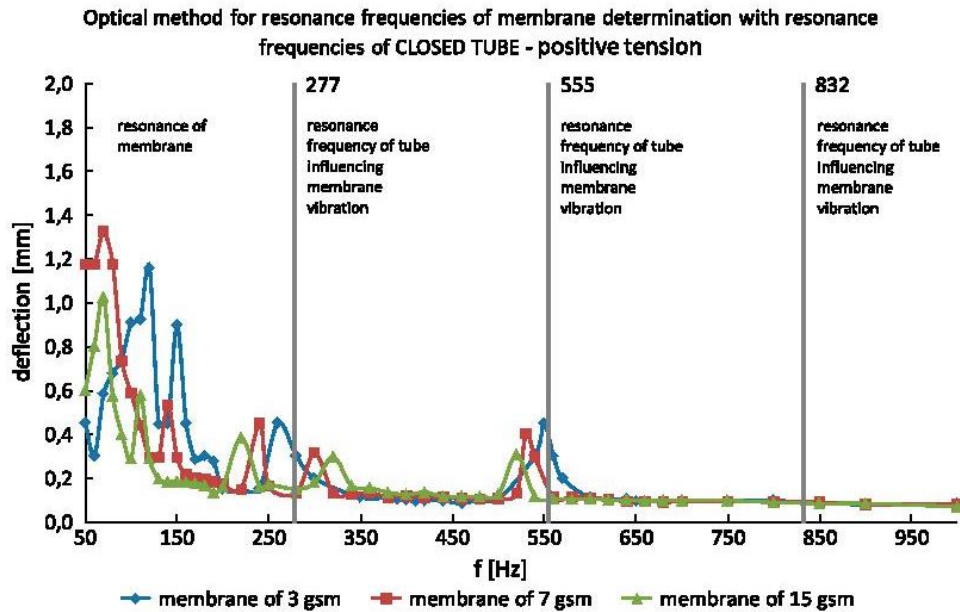 Optical method for resonance frequencies of membrane determination with resonance
frequencies of CLOSED TUBE - positive tension
2,0
1,8
1,6
1,4
1,2
1,0
0,8
0,6
0,4
0,2
0,0
deflection [mm]
resonance of
membrane
277
resonance
frequency of tube
influencing
membrane
vibration
555
resonance
frequency of tube
influencing
membrane
vibration
832
resonance
frequency of tube
influencing
membrane
vibration
50 150 250 350 450 550 650 750 850 950
f [Hz]
membrane of 3 gsm membrane of 7 gsm membrane of 15 gsm